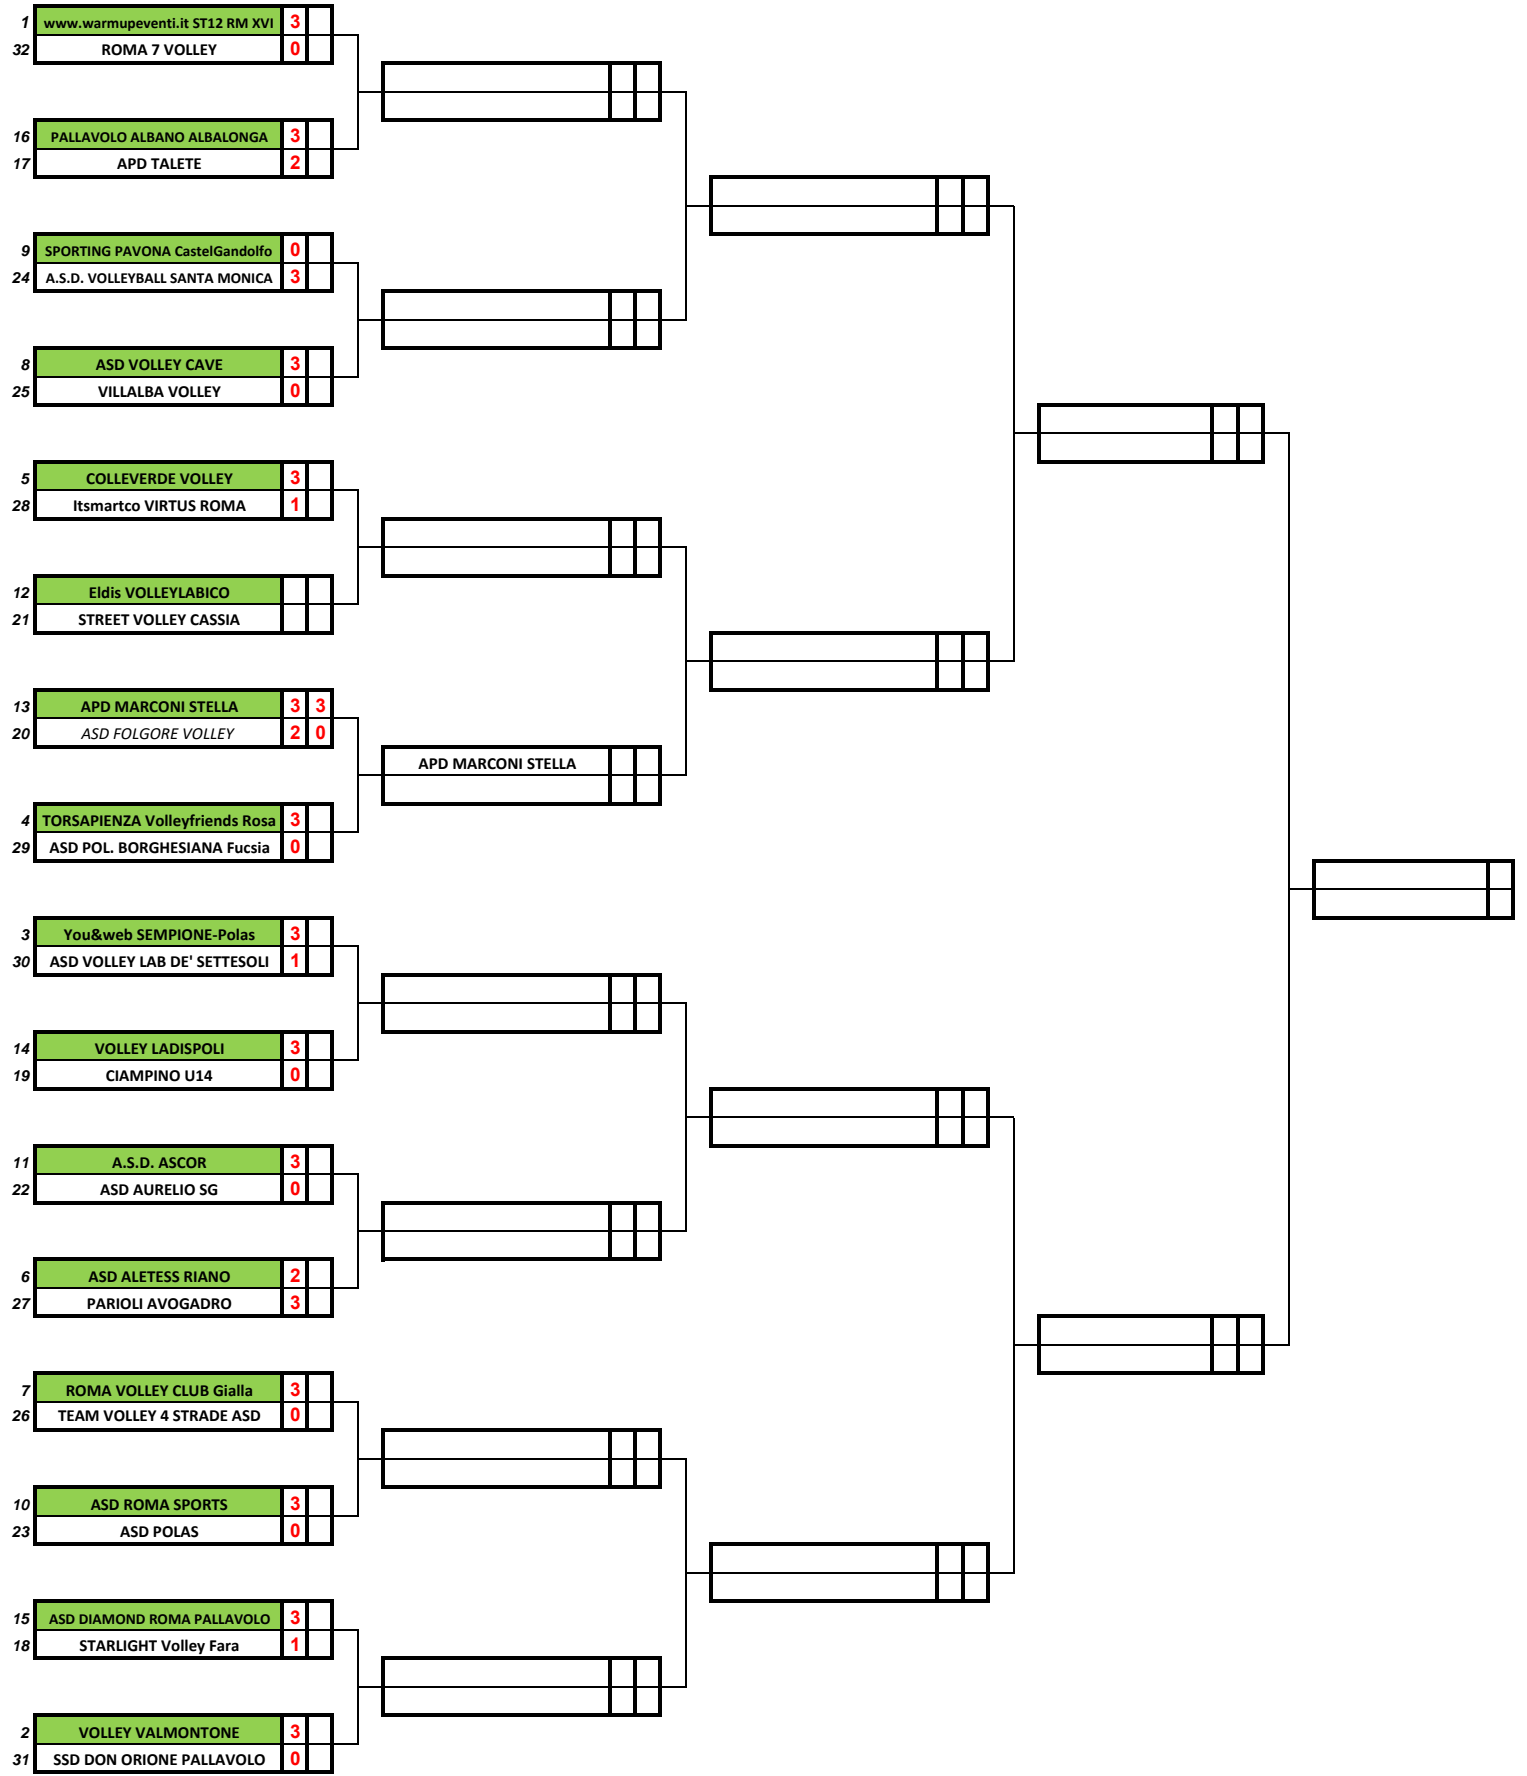 1 www.warmupeventi.it ST12 RM XVI 3
32 ROMA 7 VOLLEY 0
16 PALLAVOLO ALBANO ALBALONGA 3
17 APD TALETE 2
9 SPORTING PAVONA CastelGandolfo 0
24 A.S.D. VOLLEYBALL SANTA MONICA 3
8 ASD VOLLEY CAVE 3
25 VILLALBA VOLLEY 0
5 COLLEVERDE VOLLEY 3
28 Itsmartco VIRTUS ROMA 1
12 Eldis VOLLEYLABICO
21 STREET VOLLEY CASSIA
13 APD MARCONI STELLA 3 3
20 ASD FOLGORE VOLLEY 2 0
APD MARCONI STELLA
4 TORSAPIENZA Volleyfriends Rosa 3
29 ASD POL. BORGHESIANA Fucsia 0
3 You&web SEMPIONE-Polas 3
30 ASD VOLLEY LAB DE' SETTESOLI 1
14 VOLLEY LADISPOLI 3
19 CIAMPINO U14 0
11 A.S.D. ASCOR 3
22 ASD AURELIO SG 0
6 ASD ALETESS RIANO 2
27 PARIOLI AVOGADRO 3
7 ROMA VOLLEY CLUB Gialla 3
26 TEAM VOLLEY 4 STRADE ASD 0
10 ASD ROMA SPORTS 3
23 ASD POLAS 0
15 ASD DIAMOND ROMA PALLAVOLO 3
18 STARLIGHT Volley Fara 1
2 VOLLEY VALMONTONE 3
31 SSD DON ORIONE PALLAVOLO 0